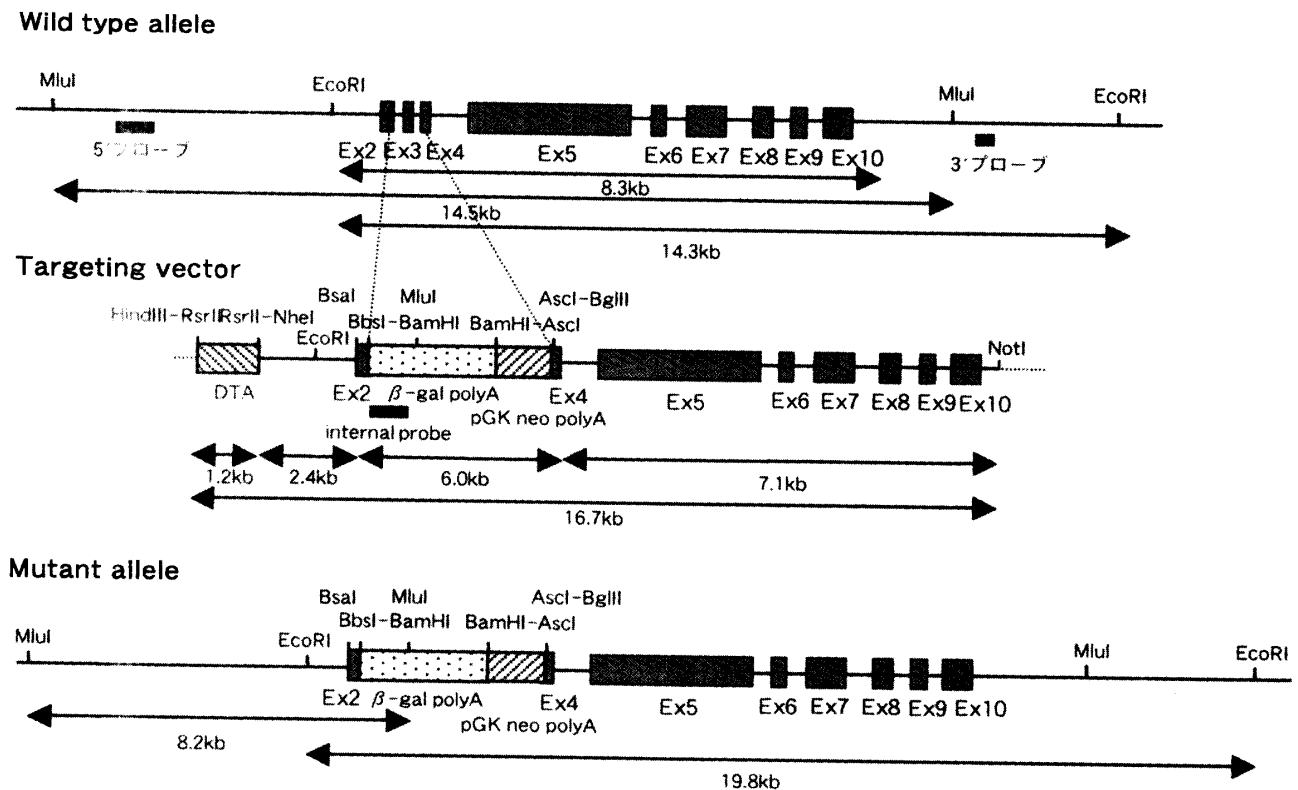 Wild type allele
MluI
EcoRI
MluI
EcoRI
5'プローブ
Ex2 Ex3 Ex4 Ex5 Ex6 Ex7 Ex8 Ex9 Ex10
3'プローブ
8.3kb
14.5kb
14.3kb
Targeting vector
BsaI MluI AscI-BglII
HindIII-RsrII RsrII-NheI EcoRI BbsI-BamHI BamHI-AscI
NotI
DTA Ex2 β-gal polyA Ex4 Ex5 Ex6 Ex7 Ex8 Ex9 Ex10
pGK neo polyA
internal probe
1.2kb 2.4kb 6.0kb 7.1kb
16.7kb
Mutant allele
BsaI MluI AscI-BglII
BbsI-BamHI BamHI-AscI
MluI EcoRI MluI EcoRI
Ex2 β-gal polyA Ex4 Ex5 Ex6 Ex7 Ex8 Ex9 Ex10
pGK neo polyA
8.2kb
19.8kb